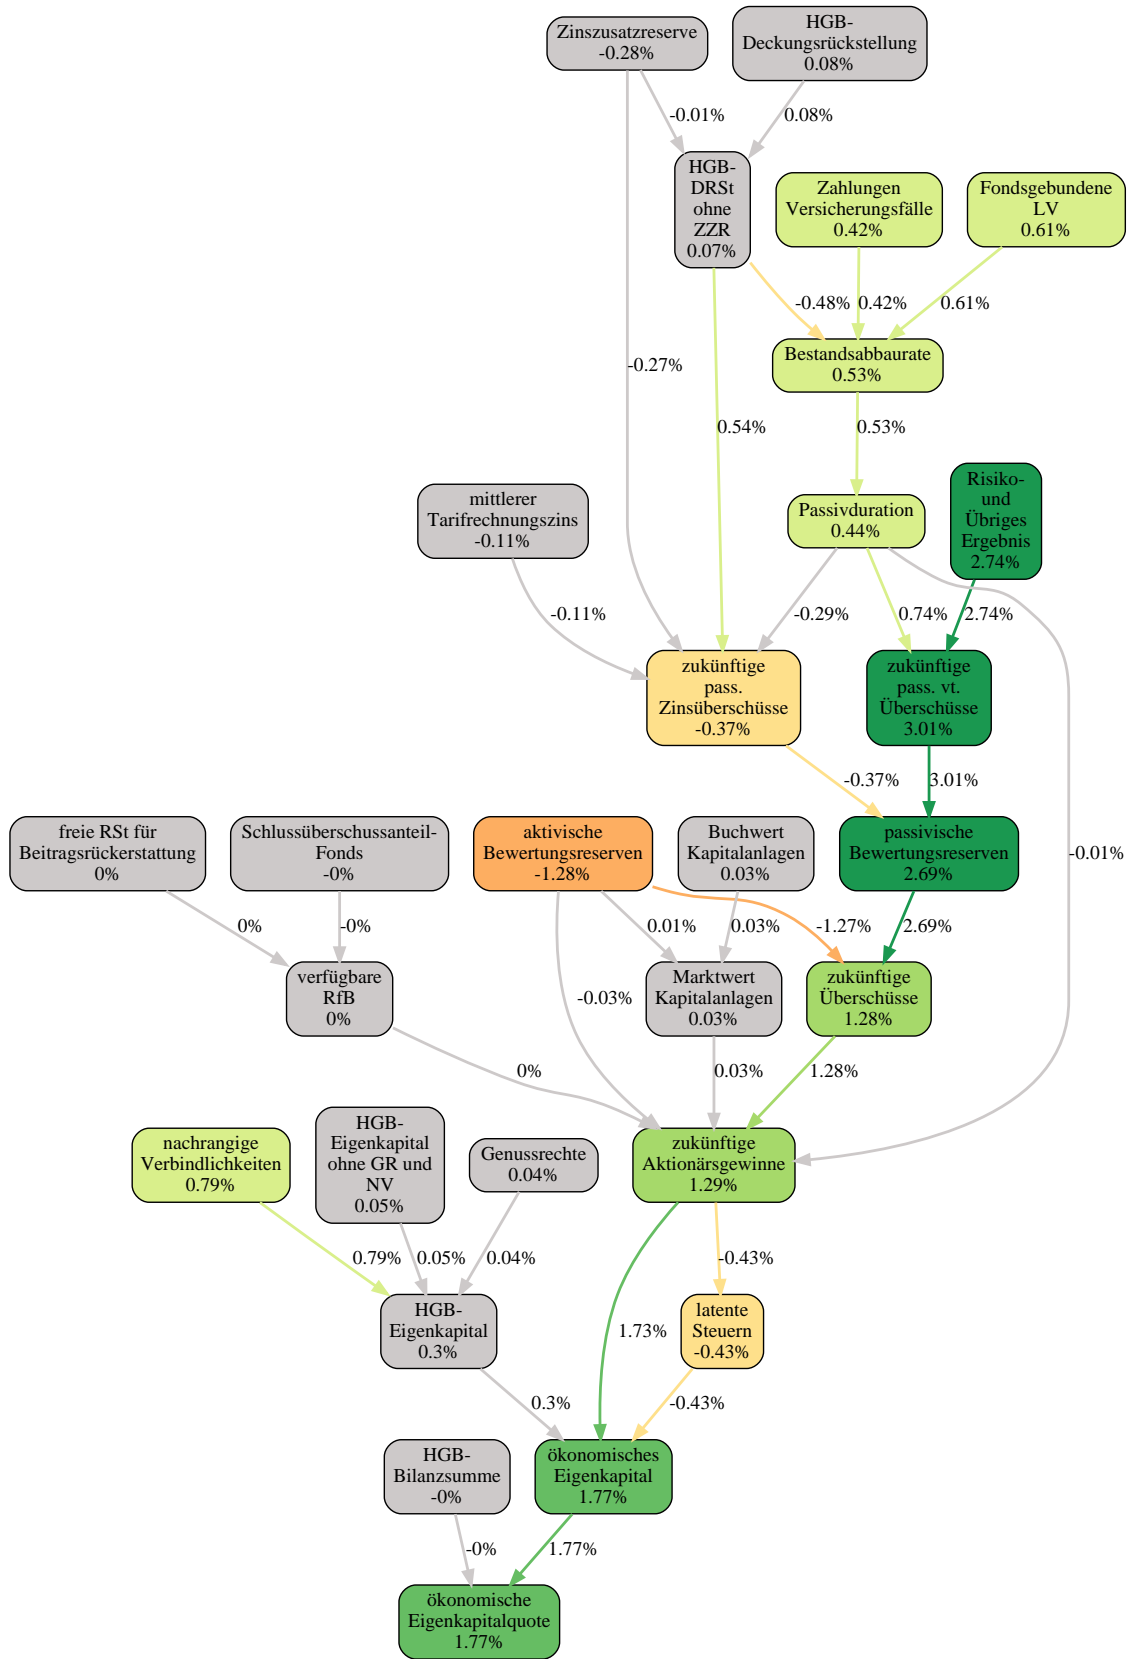 Zinszusatzreserve
-0.28%
HGB-
Deckungsrückstellung
0.08%
-0.01%
0.08%
HGB-
DRSt
ohne
ZZR
0.07%
Zahlungen
Versicherungsfälle
0.42%
Fondsgebundene
LV
0.61%
-0.48%
0.42%
0.61%
Bestandsabbaurate
0.53%
-0.27%
0.54%
0.53%
mittlerer
Tarifrechnungszins
-0.11%
Passivduration
0.44%
Risiko-
und
Übriges
Ergebnis
2.74%
-0.11%
-0.29%
0.74%
2.74%
zukünftige
pass.
Zinsüberschüsse
-0.37%
zukünftige
pass. vt.
Überschüsse
3.01%
-0.37%
3.01%
freie RSt für
Beitragsrückerstattung
0%
Schlussüberschussanteil-
Fonds
-0%
aktivische
Bewertungsreserven
-1.28%
Buchwert
Kapitalanlagen
0.03%
passivische
Bewertungsreserven
2.69%
-0.01%
0%
-0%
0.01%
0.03%
-1.27%
2.69%
verfügbare
RfB
0%
-0.03%
Marktwert
Kapitalanlagen
0.03%
zukünftige
Überschüsse
1.28%
0%
0.03%
1.28%
nachrangige
Verbindlichkeiten
0.79%
HGB-
Eigenkapital
ohne GR und
NV
0.05%
Genussrechte
0.04%
zukünftige
Aktionärsgewinne
1.29%
0.79%
0.05%
0.04%
-0.43%
HGB-
Eigenkapital
0.3%
1.73%
latente
Steuern
-0.43%
0.3%
-0.43%
HGB-
Bilanzsumme
-0%
ökonomisches
Eigenkapital
1.77%
-0%
1.77%
ökonomische
Eigenkapitalquote
1.77%